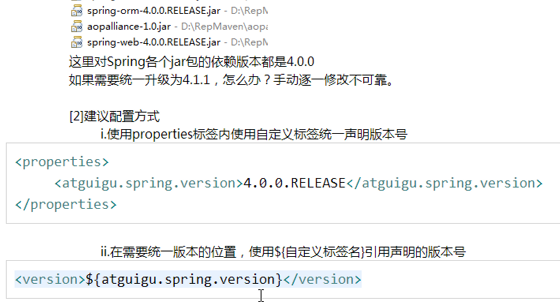 spring-orm-4.0.0.RELEASE.jar - D:\RepM
aopalliance-1.0.jar - D:\RepMaven\aopa
spring-web-4.0.0.RELEASE.jar - D:\Rep
这里对Spring各个jar包的依赖版本都是4.0.0
如果需要统一升级为4.1.1，怎么办？手动逐一修改不可靠。
[2]建议配置方式
i.使用properties标签内使用自定义标签统一声明版本号
<properties>
<atguigu.spring.version>4.0.0.RELEASE</atguigu.spring.version>
</properties>
ii.在需要统一版本的位置，使用${自定义标签名}引用声明的版本号
<version>${atguigu.spring.version}</version>